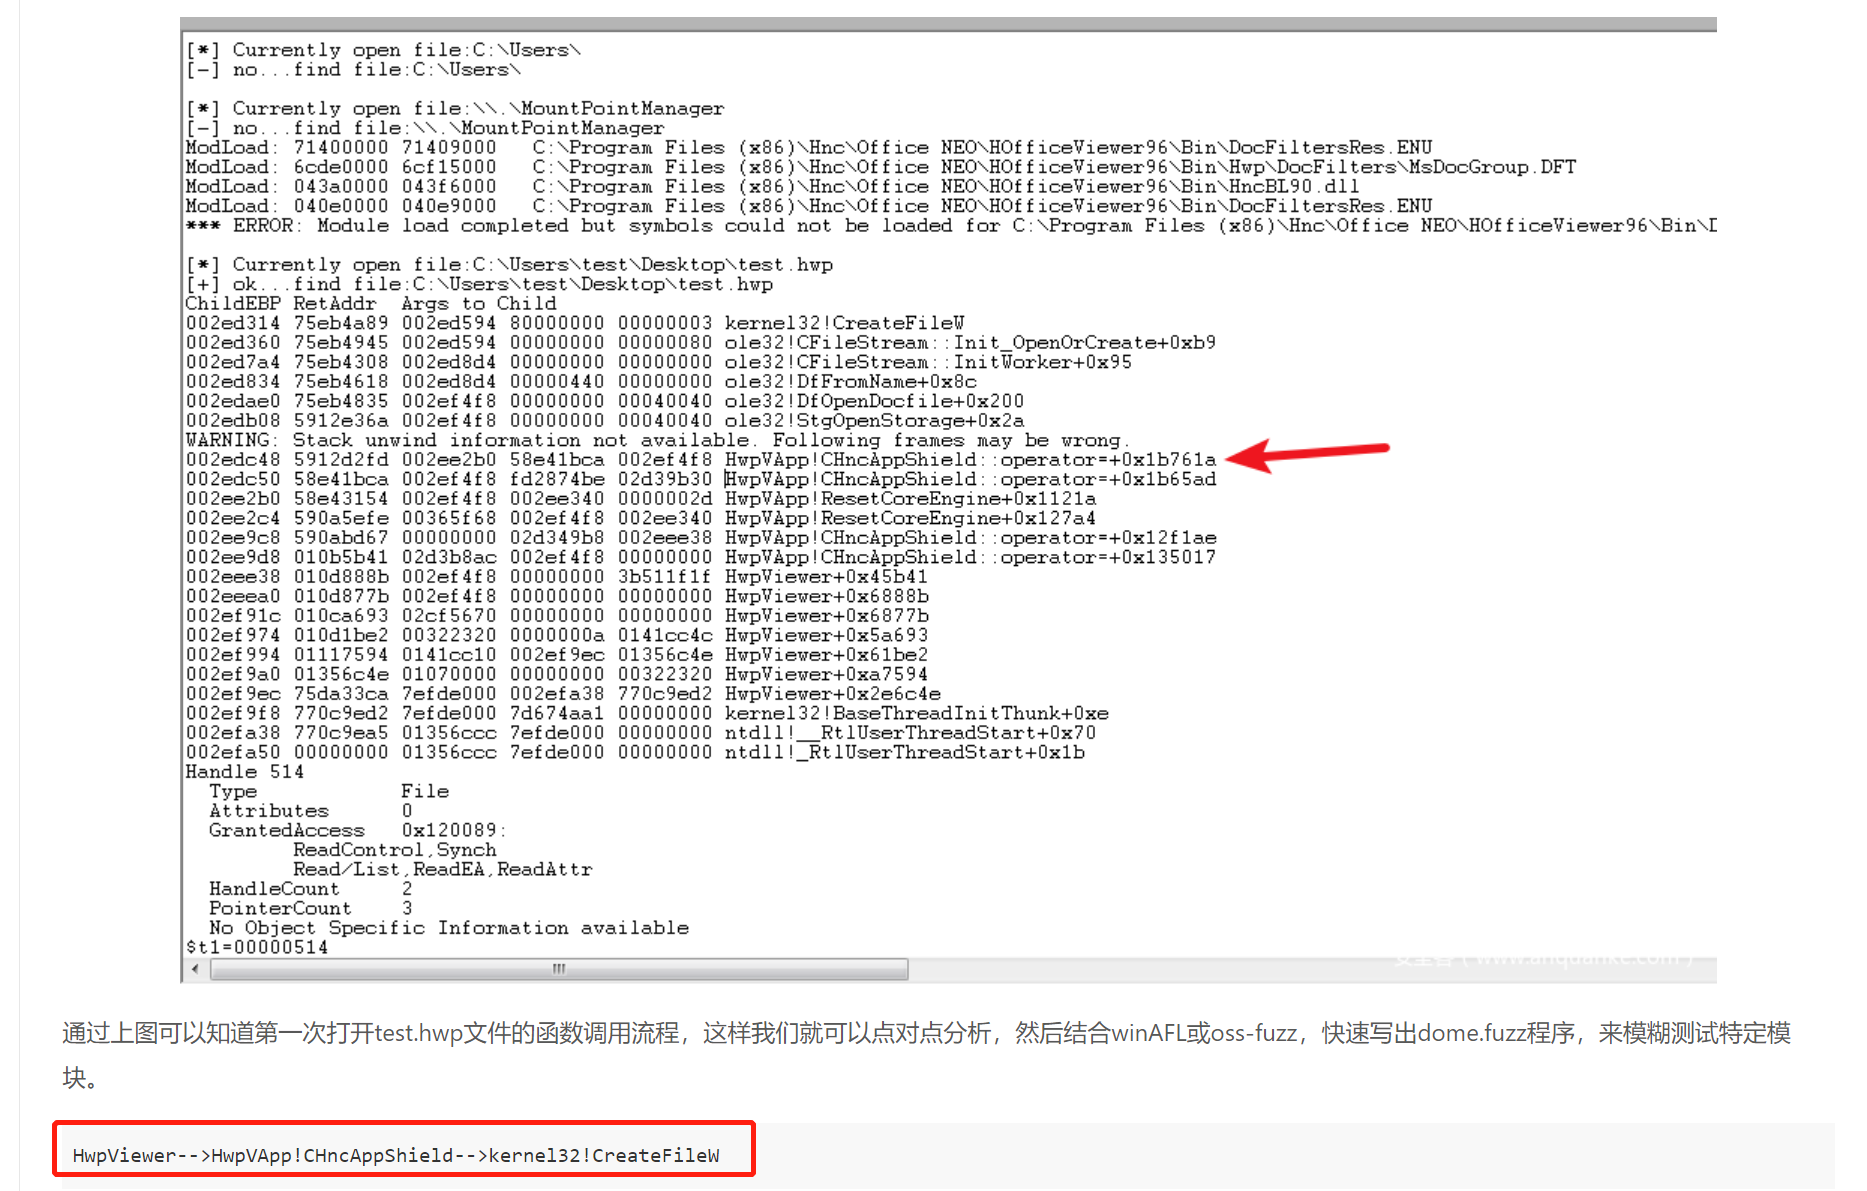 [*] Currently open file:C:\Users\
[-] no...find file:C:\Users\
[*] Currently open file:\\.\MountPointManager
[-] no...find file:\\.\MountPointManager
ModLoad: 71400000 71409000   C:\Program Files (x86)\Hnc\Office NEO\HOfficeViewer96\Bin\DocFiltersRes.ENU
ModLoad: 6cde0000 6cf15000   C:\Program Files (x86)\Hnc\Office NEO\HOfficeViewer96\Bin\Hwp\DocFilters\MsDocGroup.DFT
ModLoad: 043a0000 043f6000   C:\Program Files (x86)\Hnc\Office NEO\HOfficeViewer96\Bin\HncBL90.dll
ModLoad: 040e0000 040e9000   C:\Program Files (x86)\Hnc\Office NEO\HOfficeViewer96\Bin\DocFiltersRes.ENU
*** ERROR: Module load completed but symbols could not be loaded for C:\Program Files (x86)\Hnc\Office NEO\HOfficeViewer96\Bin\D
[*] Currently open file:C:\Users\test\Desktop\test.hwp
[+] ok...find file:C:\Users\test\Desktop\test.hwp
ChildEBP RetAddr  Args to Child
002ed314 75eb4a89 002ed594 80000000 00000003 kernel32!CreateFileW
002ed360 75eb4945 002ed594 00000000 00000080 ole32!CFileStream::Init_OpenOrCreate+0xb9
002ed7a4 75eb4308 002ed8d4 00000000 00000000 ole32!CFileStream::InitWorker+0x95
002ed834 75eb4618 002ed8d4 00000440 00000000 ole32!DfFromName+0x8c
002edae0 75eb4835 002ef4f8 00000000 00040040 ole32!DfOpenDocfile+0x200
002edb08 5912e36a 002ef4f8 00000000 00040040 ole32!StgOpenStorage+0x2a
WARNING: Stack unwind information not available. Following frames may be wrong.
002edc48 5912d2fd 002ee2b0 58e41bca 002ef4f8 HwpVApp!CHncAppShield::operator=+0x1b761a
002edc50 58e41bca 002ef4f8 fd2874be 02d39b30 HwpVApp!CHncAppShield::operator=+0x1b65ad
002ee2b0 58e43154 002ef4f8 002ee340 0000002d HwpVApp!ResetCoreEngine+0x1121a
002ee2c4 590a5efe 00365f68 002ef4f8 002ee340 HwpVApp!ResetCoreEngine+0x127a4
002ee9c8 590abd67 00000000 02d349b8 002eee38 HwpVApp!CHncAppShield::operator=+0x12f1ae
002ee9d8 010b5b41 02d3b8ac 002ef4f8 00000000 HwpVApp!CHncAppShield::operator=+0x135017
002eee38 010d888b 002ef4f8 00000000 3b511f1f HwpViewer+0x45b41
002eeea0 010d877b 002ef4f8 00000000 00000000 HwpViewer+0x6888b
002ef91c 010ca693 02cf5670 00000000 00000000 HwpViewer+0x6877b
002ef974 010d1be2 00322320 0000000a 0141cc4c HwpViewer+0x5a693
002ef994 01117594 0141cc10 002ef9ec 01356c4e HwpViewer+0x61be2
002ef9a0 01356c4e 01070000 00000000 00322320 HwpViewer+0xa7594
002ef9ec 75da33ca 7efde000 002efa38 770c9ed2 HwpViewer+0x2e6c4e
002ef9f8 770c9ed2 7efde000 7d674aa1 00000000 kernel32!BaseThreadInitThunk+0xe
002efa38 770c9ea5 01356ccc 7efde000 00000000 ntdll!__RtlUserThreadStart+0x70
002efa50 00000000 01356ccc 7efde000 00000000 ntdll!_RtlUserThreadStart+0x1b
Handle 514
Type            File
Attributes      0
GrantedAccess   0x120089:
ReadControl,Synch
Read/List,ReadEA,ReadAttr
HandleCount     2
PointerCount    3
No Object Specific Information available
$t1=00000514
安全客 ( www.anquanke.com )
通过上图可以知道第一次打开test.hwp文件的函数调用流程，这样我们就可以点对点分析，然后结合winAFL或oss-fuzz，快速写出dome.fuzz程序，来模糊测试特定模
块。
HwpViewer-->HwpVApp!CHncAppShield-->kernel32!CreateFileW